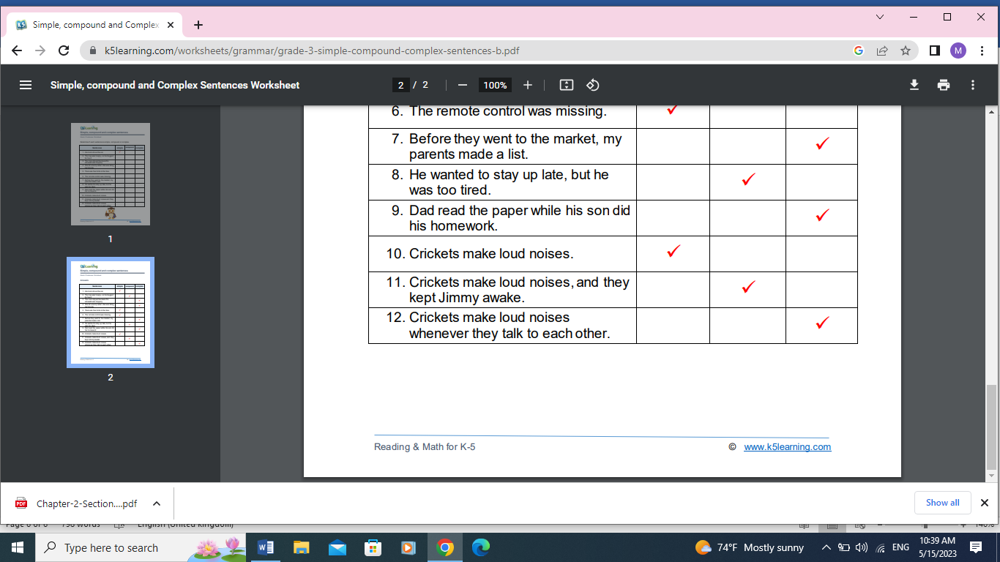 Simple, compound and Complex
k5learning.com/worksheets/grammar/grade-3-simple-compound-complex-sentences-b.pdf
M
Simple, compound and Complex Sentences Worksheet
2 / 2
100%
6. The remote control was missing.
7. Before they went to the market, my
parents made a list.
8. He wanted to stay up late, but he
was too tired.
9. Dad read the paper while his son did
his homework.
10. Crickets make loud noises.
11. Crickets make loud noises, and they
kept Jimmy awake.
12. Crickets make loud noises
whenever they talk to each other.
Reading & Math for K-5
© www.k5learning.com
1
2
PDF
Chapter-2-Section....pdf
Show all
English (United Kingdom)
Type here to search
74°F Mostly sunny
ENG
10:39 AM
5/15/2023